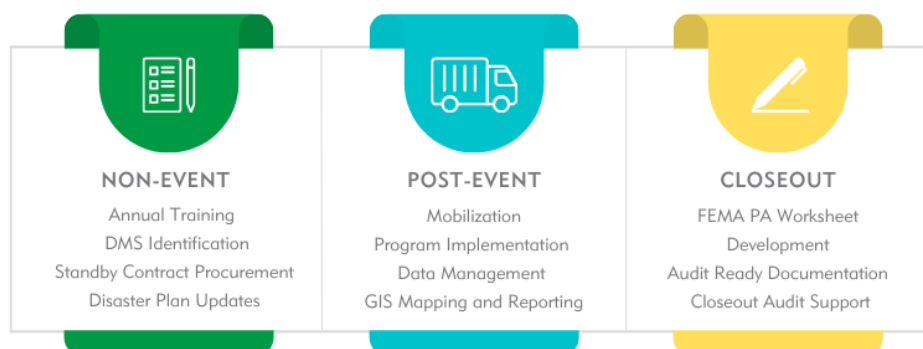 NON-EVENT
Annual Training
DMS Identification
Standby Contract Procurement
Disaster Plan Updates
POST-EVENT
Mobilization
Program Implementation
Data Management
GIS Mapping and Reporting
CLOSEOUT
FEMA PA Worksheet
Development
Audit Ready Documentation
Closeout Audit Support